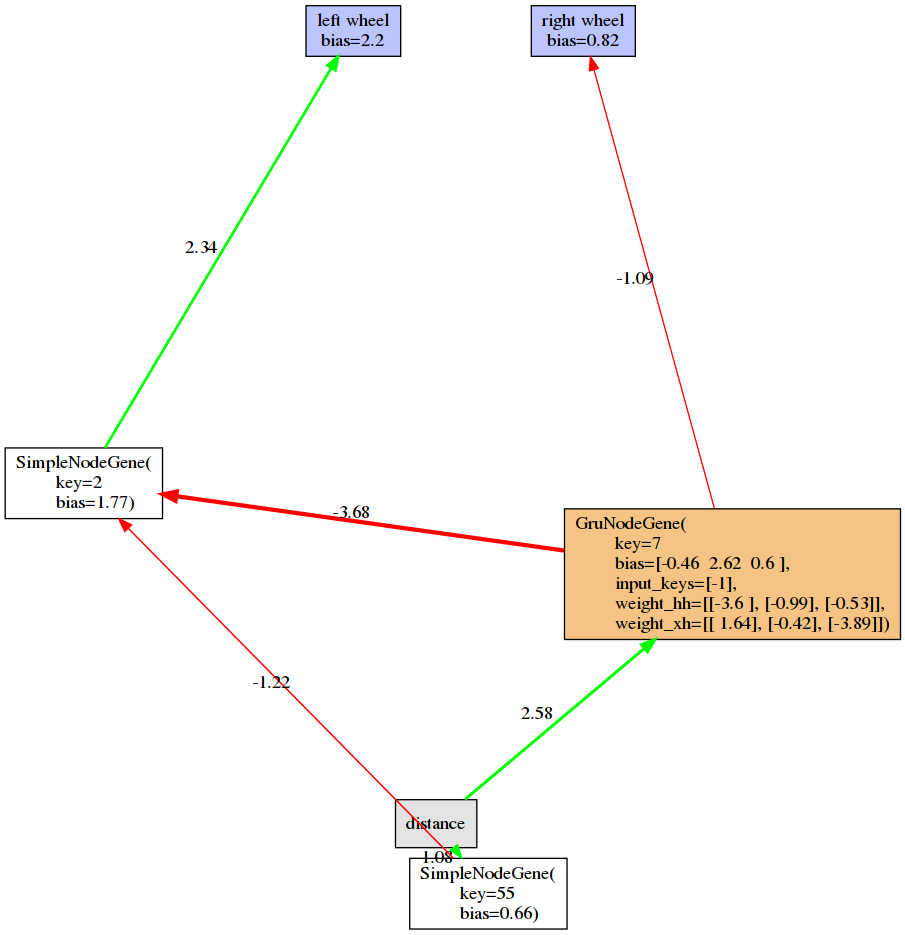 left wheel
bias=2.2
right wheel
bias=0.82
2.34
-1.09
SimpleNodeGene(
key=2
bias=1.77)
-3.68
GruNodeGene(
key=7
bias=[-0.46 2.62 0.6 ],
input_keys=[-1],
weight_hh=[[-3.6 ], [-0.99], [-0.53]],
weight_xh=[[ 1.64], [-0.42], [-3.89]])
-1.22
2.58
distance
1.08
SimpleNodeGene(
key=55
bias=0.66)